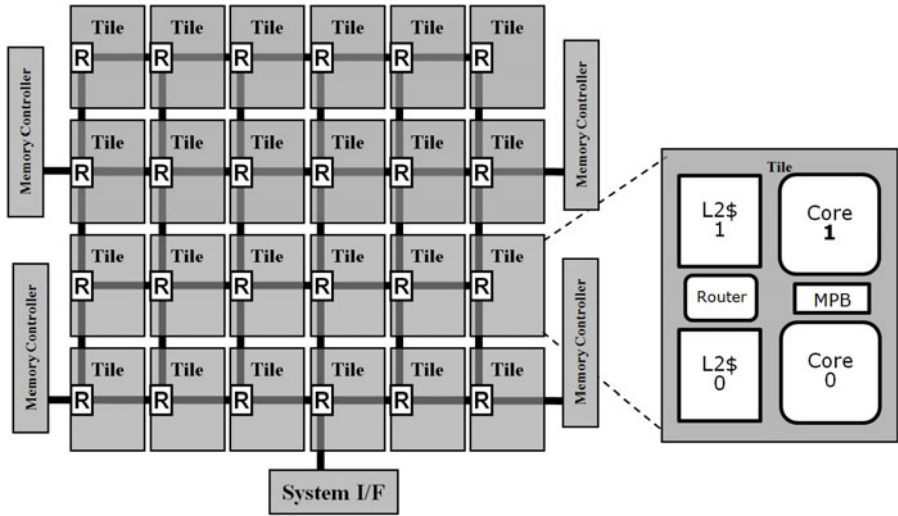 Tile Tile Tile Tile Tile Tile
R R R R R R
Memory Controller
Memory Controller
Tile Tile Tile Tile Tile Tile
R R R R R R
Tile Tile Tile Tile Tile Tile
R R R R R R
Memory Controller
Memory Controller
Tile Tile Tile Tile Tile Tile
R R R R R R
System I/F
Tile
L2$
1
Core
1
Router
MPB
L2$
0
Core
0